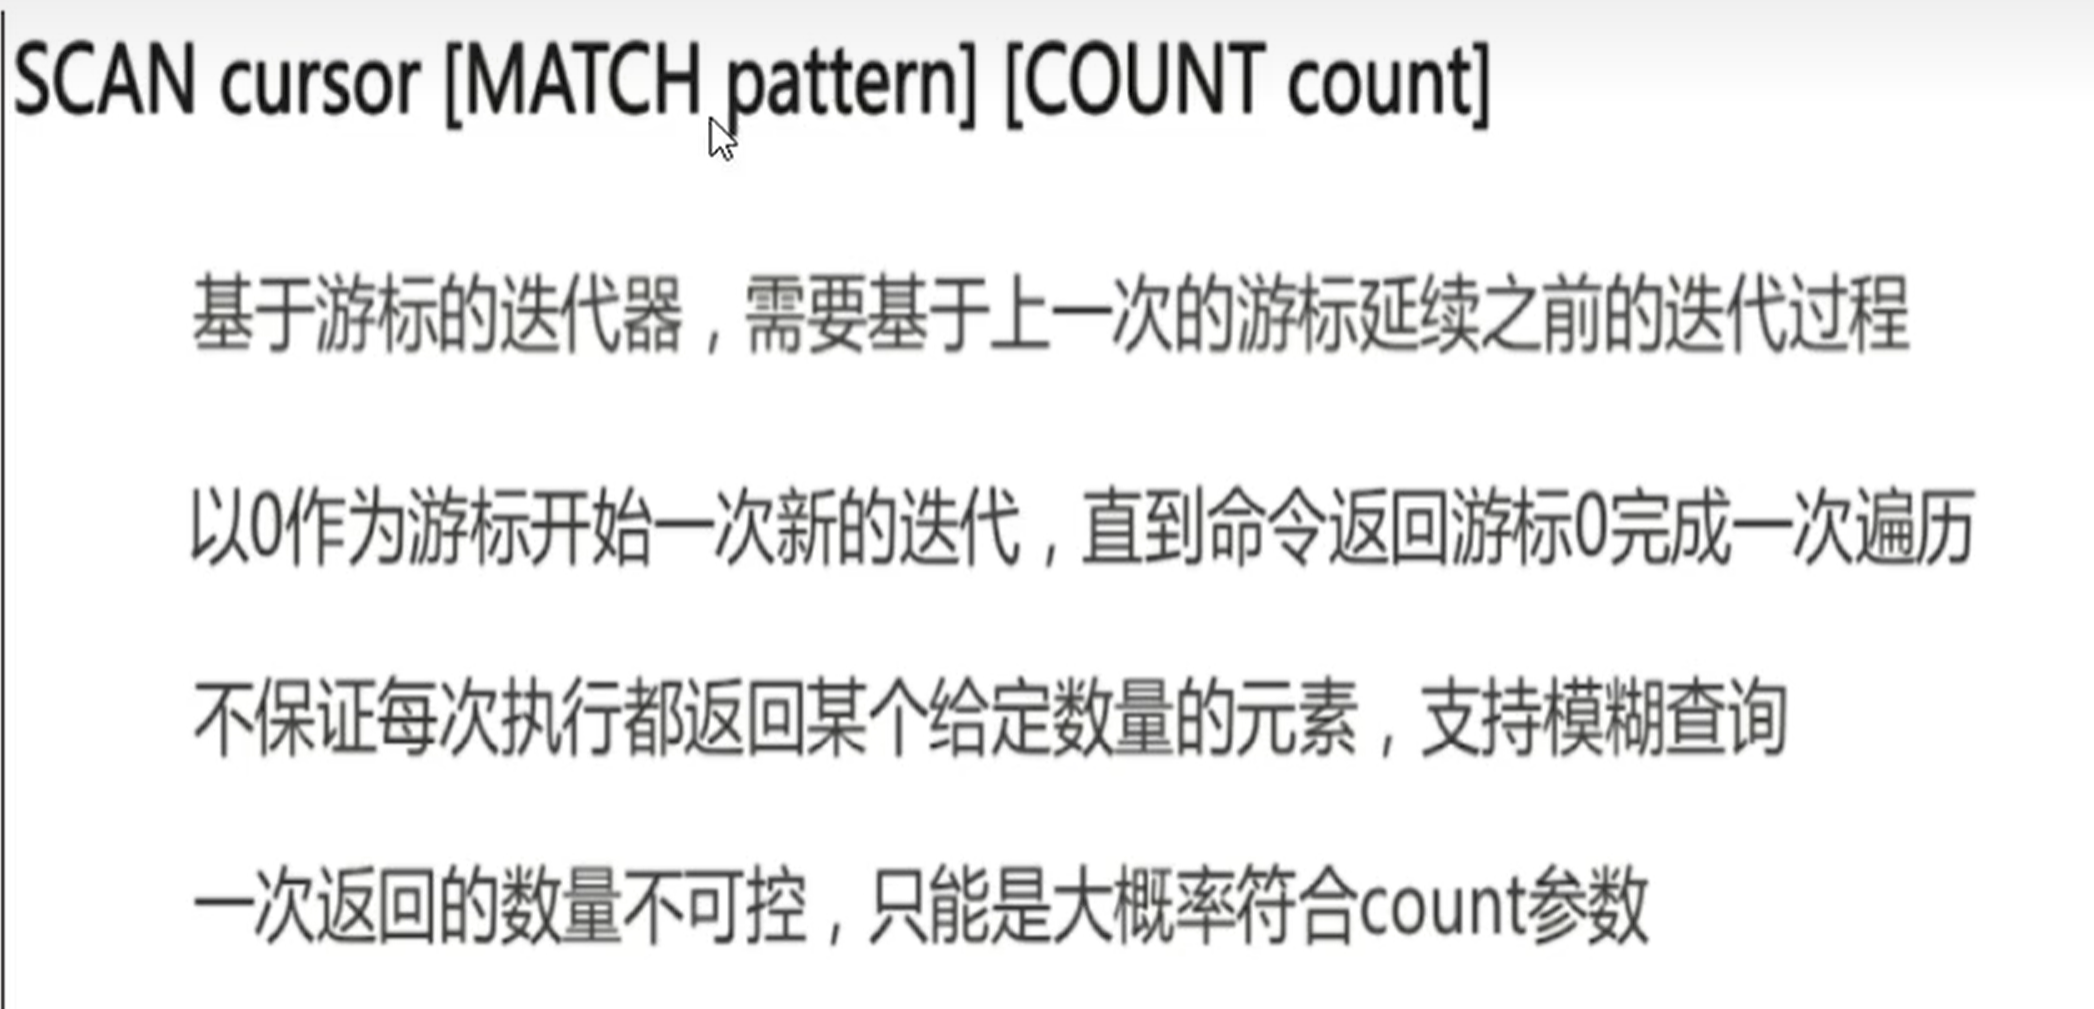 SCAN cursor [MATCH pattern] [COUNT count]
基于游标的迭代器，需要基于上一次的游标延续之前的迭代过程
以0作为游标开始一次新的迭代，直到命令返回游标0完成一次遍历
不保证每次执行都返回某个给定数量的元素，支持模糊查询
一次返回的数量不可控，只能是大概率符合count参数